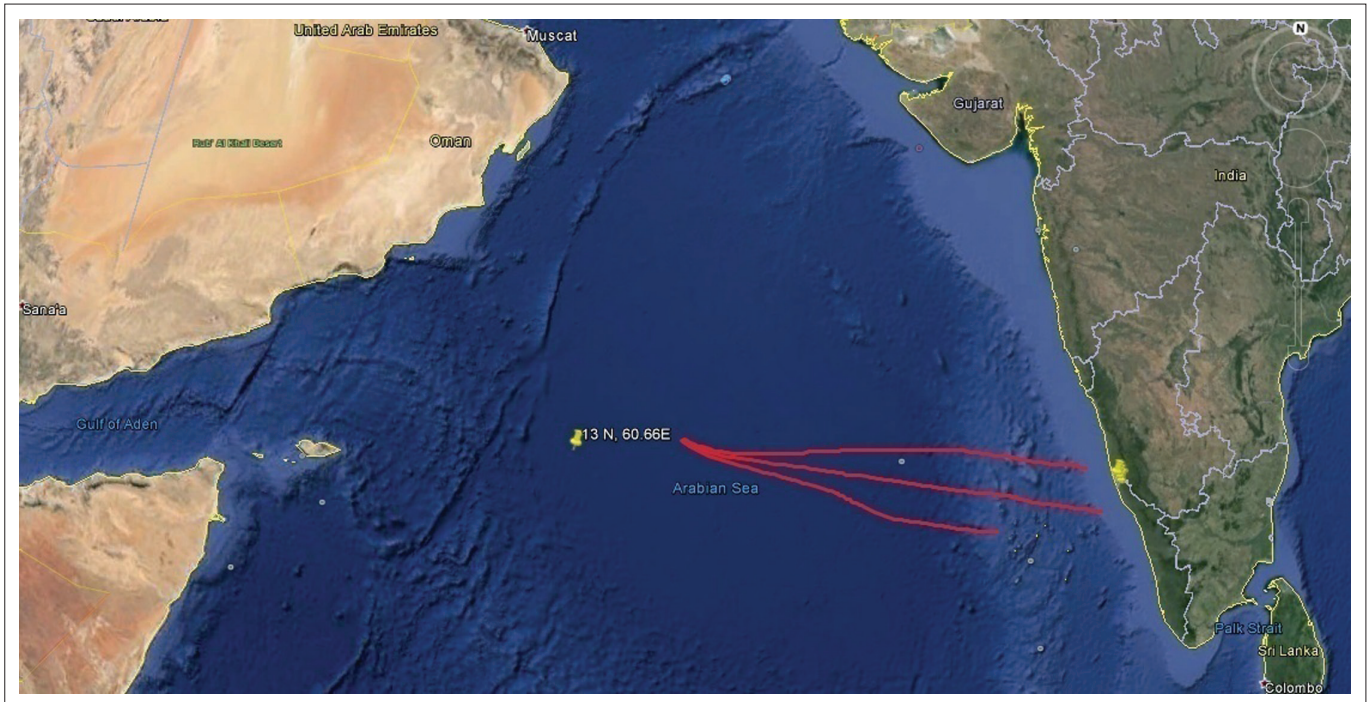 United Arab Emirates
Muscat
N
Gujarat
Rub' Al Khali Desert
Oman
India
Sana'a
Gulf of Aden
13 N, 60.66E
Arabian Sea
Palk Strait
Sri Lanka
Colombo